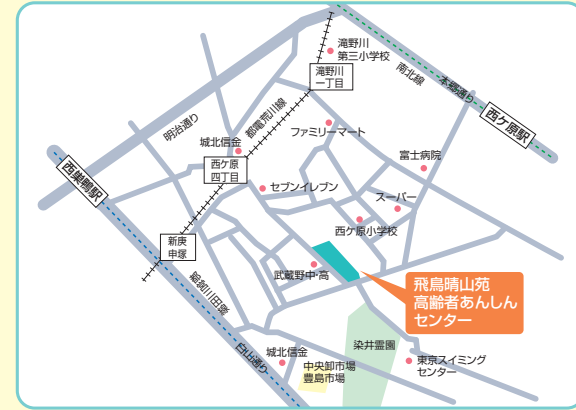 滝野川
第三小学校
滝野川
一丁目
南北線
本郷通り
西ケ原駅
明治通り
都電荒川線
ファミリーマート
城北信金
富士病院
西ケ原
四丁目
セブンイレブン
スーパー
西巣鴨駅
西ケ原小学校
新庚
申塚
武蔵野中・高
飛鳥晴山苑
高齢者あんしん
センター
都営三田線
白山通り
城北信金
染井霊園
中央卸市場
豊島市場
東京スイミング
センター